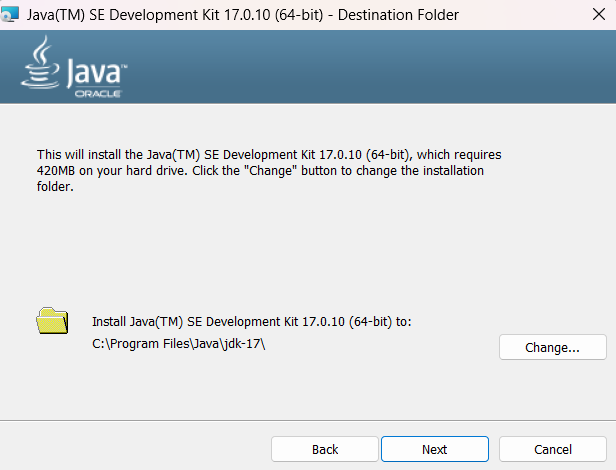 Java(TM) SE Development Kit 17.0.10 (64-bit) - Destination Folder
Java™
ORACLE
This will install the Java(TM) SE Development Kit 17.0.10 (64-bit), which requires
420MB on your hard drive. Click the "Change" button to change the installation
folder.
Install Java(TM) SE Development Kit 17.0.10 (64-bit) to:
C:\Program Files\Java\jdk-17\
Change...
Back
Next
Cancel